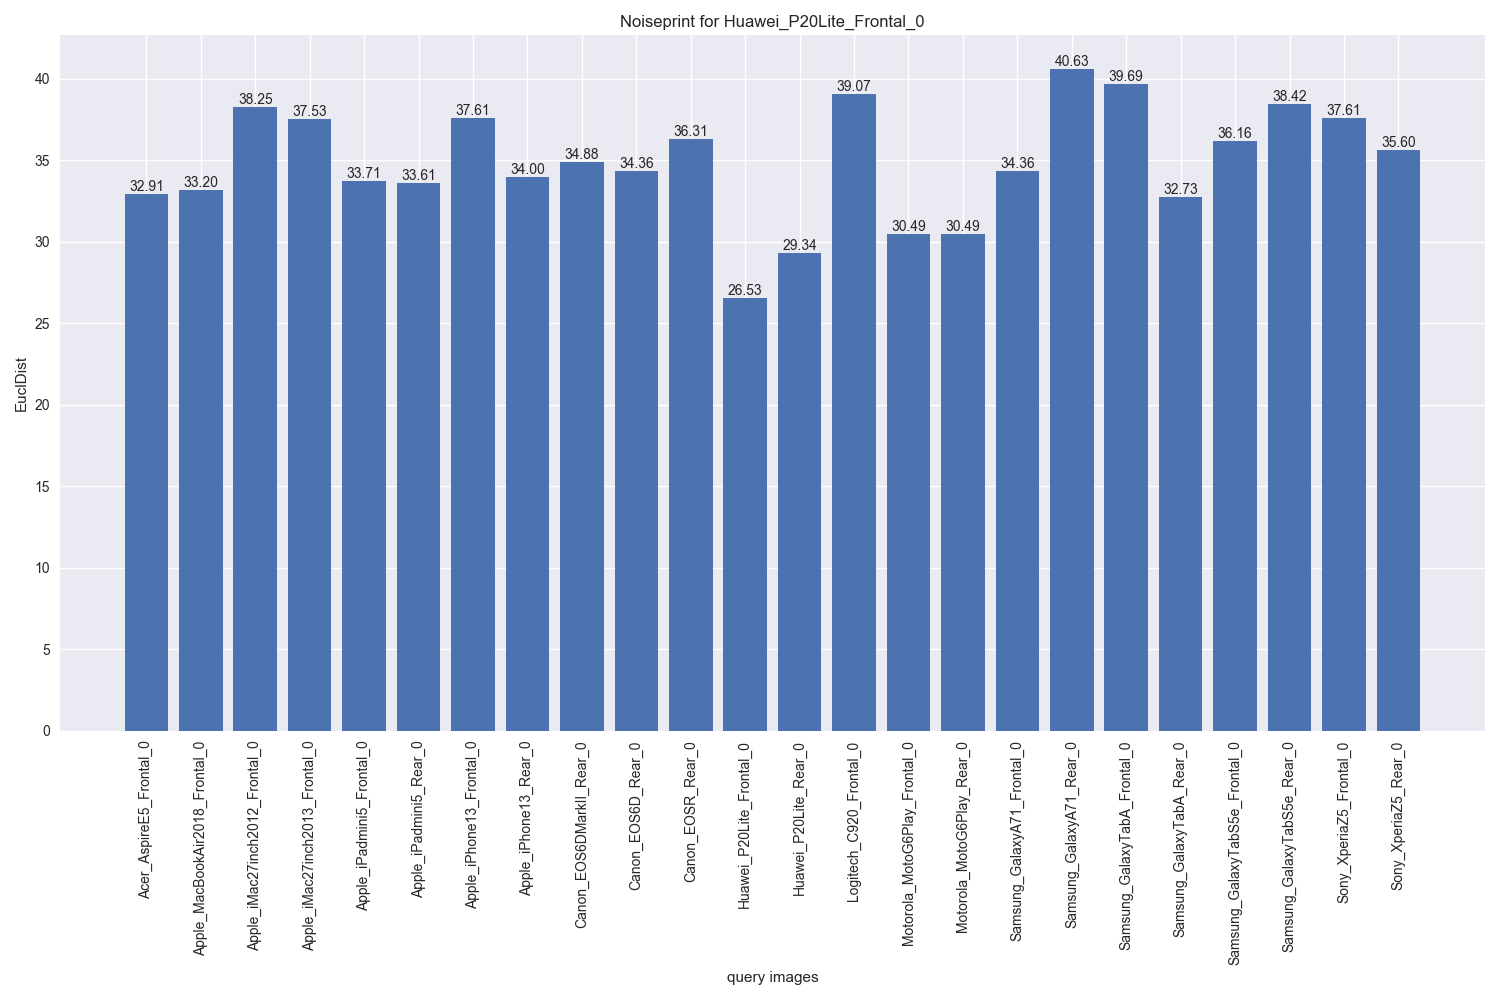 Noiseprint for Huawei_P20Lite_Frontal_0
EuclDist
40
35
30
25
20
15
10
5
0
32.91
33.20
38.25
37.53
33.71
33.61
37.61
34.00
34.88
34.36
36.31
26.53
29.34
39.07
30.49
30.49
34.36
40.63
39.69
32.73
36.16
38.42
37.61
35.60
Acer_AspireE5_Frontal_0
Apple_MacBookAir2018_Frontal_0
Apple_iMac27inch2012_Frontal_0
Apple_iMac27inch2013_Frontal_0
Apple_iPadmini5_Frontal_0
Apple_iPadmini5_Rear_0
Apple_iPhone13_Frontal_0
Apple_iPhone13_Rear_0
Canon_EOS6DMarkII_Rear_0
Canon_EOS6D_Rear_0
Canon_EOSR_Rear_0
Huawei_P20Lite_Frontal_0
Huawei_P20Lite_Rear_0
Logitech_C920_Frontal_0
Motorola_MotoG6Play_Frontal_0
Motorola_MotoG6Play_Rear_0
Samsung_GalaxyA71_Frontal_0
Samsung_GalaxyA71_Rear_0
Samsung_GalaxyTabA_Frontal_0
Samsung_GalaxyTabA_Rear_0
Samsung_GalaxyTabS5e_Frontal_0
Samsung_GalaxyTabS5e_Rear_0
Sony_XperiaZ5_Frontal_0
Sony_XperiaZ5_Rear_0
query images